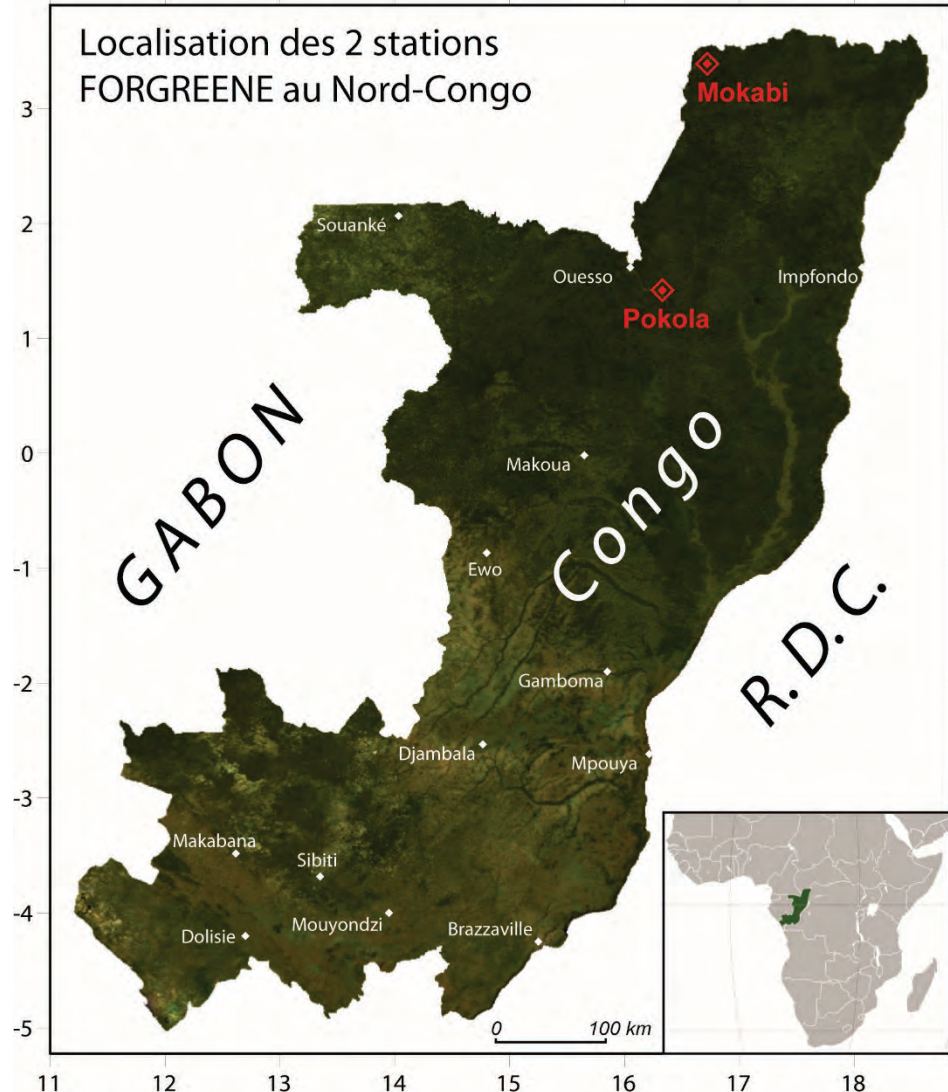 Localisation des 2 stations
FORGREENE au Nord-Congo
Mokabi
3
Souanké
2
Ouesso
Impfondo
Pokola
1
GABON
Congo
R.D.C.
Makoua
0
Ewo
-1
Gamboma
-2
Djambala
Mpouya
-3
Makabana
Sibiti
-4
Mouyondzi
Dolisie
Brazzaville
0 100 km
-5
11 12 13 14 15 16 17 18